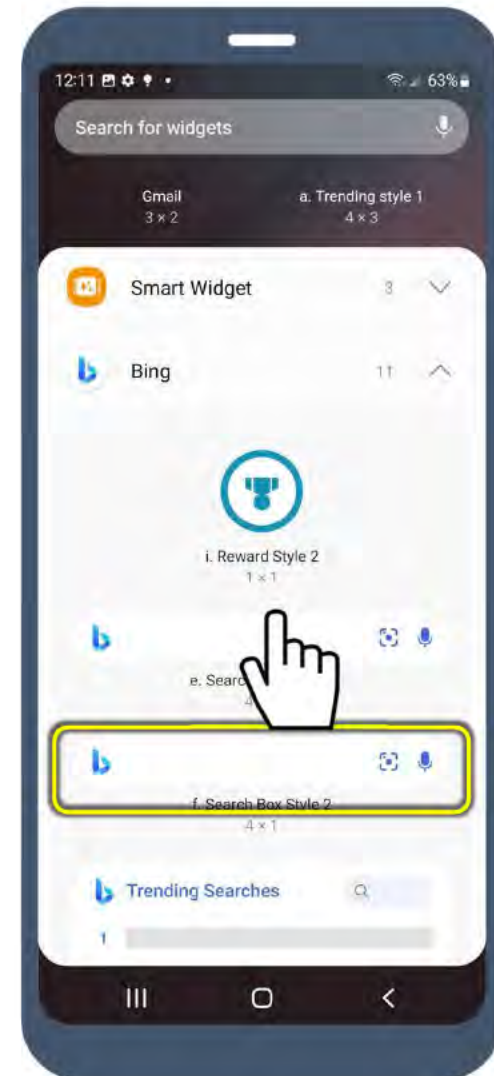 12:11 63%
Search for widgets
Gmail a. Trending style 1
3 × 2 4 × 3
Smart Widget 3
Bing 11
i. Reward Style 2
1 × 1
e. Searc
4
f. Search Box Style 2
4 × 1
Trending Searches
1